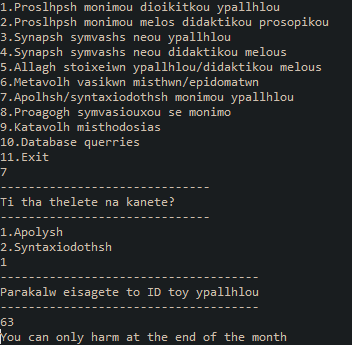 1.Proslhpsh monimou dioikitkou ypallhlou
2.Proslhpsh monimou melos didaktikou prosopikou
3.Synapsh symvashs neou ypallhlou
4.Synapsh symvashs neou didaktikou melous
5.Allagh stoixeiwn ypallhlou/didaktikou melous
6.Metavolh vasikwn misthwn/epidomatwn
7.Apolhsh/syntaxiodothsh monimou ypallhlou
8.Proagogh symvasiouxou se monimo
9.Katavolh misthodosias
10.Database querries
11.Exit
7
------------------------------
Ti tha thelete na kanete?
------------------------------
1.Apolysh
2.Syntaxiodothsh
1
-------------------------------------
Parakalw eisagete to ID toy ypallhlou
-------------------------------------
63
You can only harm at the end of the month